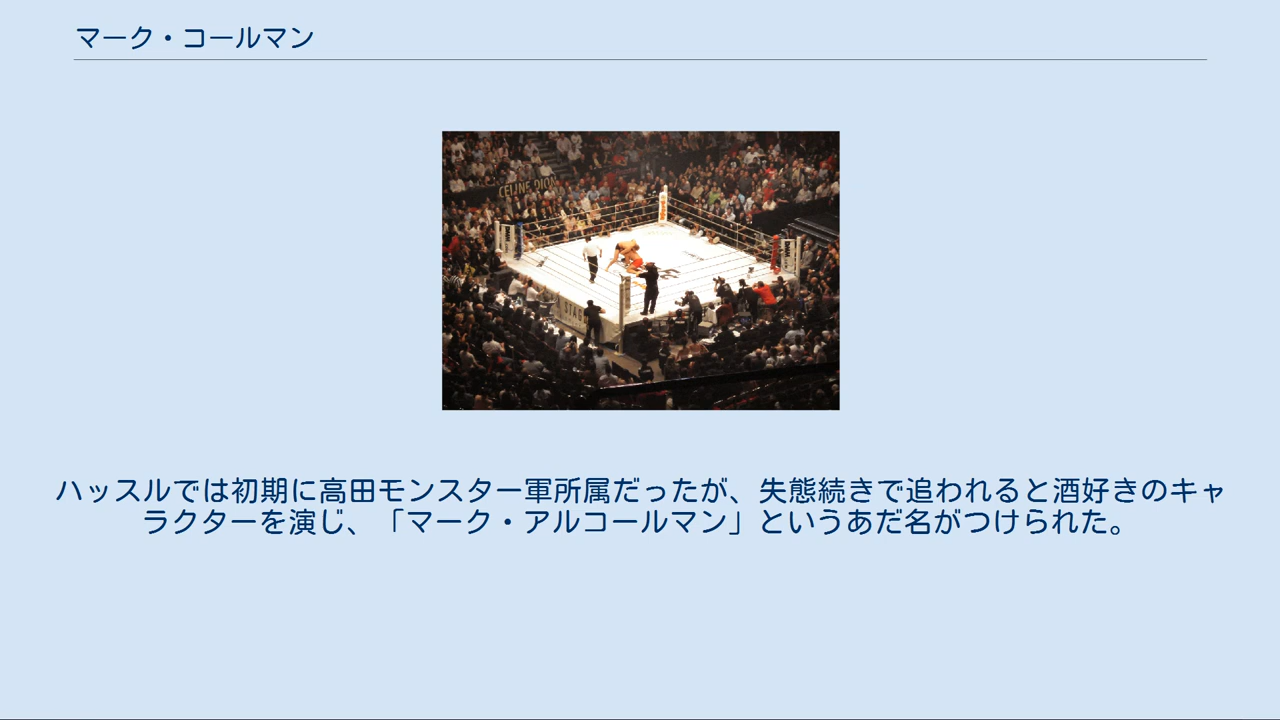 マーク・コールマン
CELINE DION
ハッスルでは初期に高田モンスター軍所属だったが、失態続きで追われると酒好きのキャ
ラクターを演じ、「マーク・アルコールマン」というあだ名がつけられた。